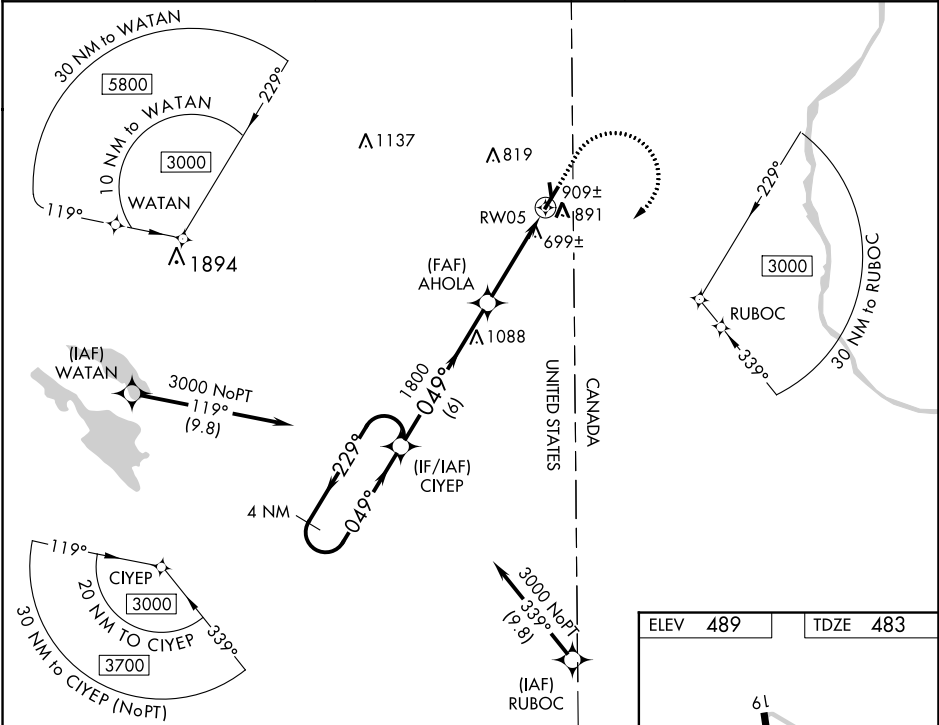 30 NM to WATAN
5800
229°
10 NM to WATAN
3000
WATAN
119°
1894
1137
819
909±
891
RW05
699±
(FAF)
AHOLA
1088
229°
3000
RUBOC
339°
30 NM to RUBOC
(IAF)
WATAN
3000 NoPT
119°
(9.8)
1800
049°
(6)
UNITED STATES
CANADA
229°
049°
(IF/IAF)
CIYEP
4 NM
119°
CIYEP
3000
20 NM TO CIYEP
339°
3700
30 NM to CIYEP (NoPT)
3000 NoPT
339°
(9.8)
(IAF)
RUBOC
ELEV 489
TDZE 483
19